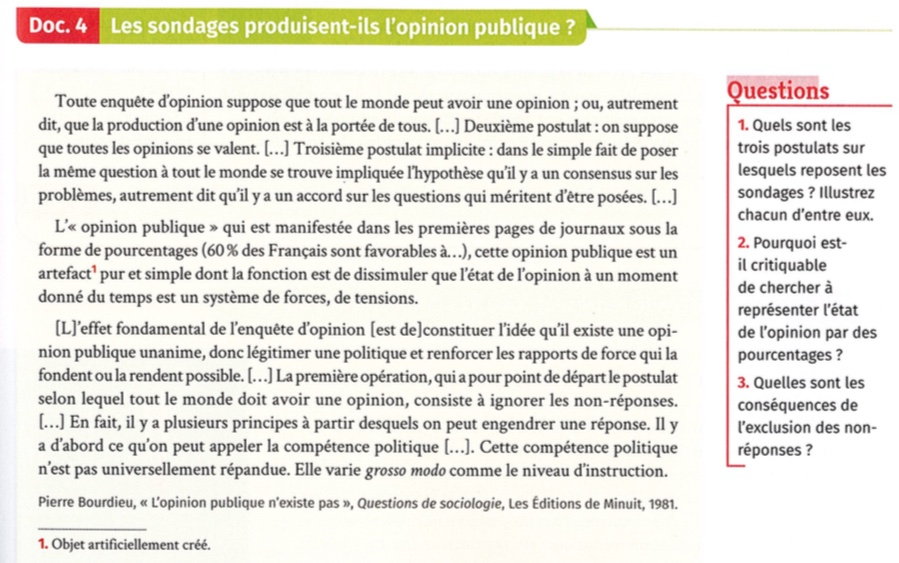 Doc. 4 Les sondages produisent-ils l'opinion publique ?
Toute enquête d'opinion suppose que tout le monde peut avoir une opinion ; ou, autrement
dit, que la production d'une opinion est à la portée de tous. [...] Deuxième postulat : on suppose
que toutes les opinions se valent. [...] Troisième postulat implicite : dans le simple fait de poser
la même question à tout le monde se trouve impliquée l'hypothèse qu'il y a un consensus sur les
problèmes, autrement dit qu'il y a un accord sur les questions qui méritent d'être posées. [...]
L'« opinion publique » qui est manifestée dans les premières pages de journaux sous la
forme de pourcentages (60 % des Français sont favorables à...), cette opinion publique est un
artefact¹ pur et simple dont la fonction est de dissimuler que l'état de l'opinion à un moment
donné du temps est un système de forces, de tensions.
[L]'effet fondamental de l'enquête d'opinion [est de]constituer l'idée qu'il existe une opi-
nion publique unanime, donc légitimer une politique et renforcer les rapports de force qui la
fondent ou la rendent possible. [...] La première opération, qui a pour point de départ le postulat
selon lequel tout le monde doit avoir une opinion, consiste à ignorer les non-réponses.
[...] En fait, il y a plusieurs principes à partir desquels on peut engendrer une réponse. Il y
a d'abord ce qu'on peut appeler la compétence politique [...]. Cette compétence politique
n'est pas universellement répandue. Elle varie grosso modo comme le niveau d'instruction.
Pierre Bourdieu, « L'opinion publique n'existe pas », Questions de sociologie, Les Éditions de Minuit, 1981.
1. Objet artificiellement créé.
Questions
1. Quels sont les
trois postulats sur
lesquels reposent les
sondages ? Illustrez
chacun d'entre eux.
2. Pourquoi est-
il critiquable
de chercher à
représenter l'état
de l'opinion par des
pourcentages ?
3. Quelles sont les
conséquences de
l'exclusion des non-
réponses ?